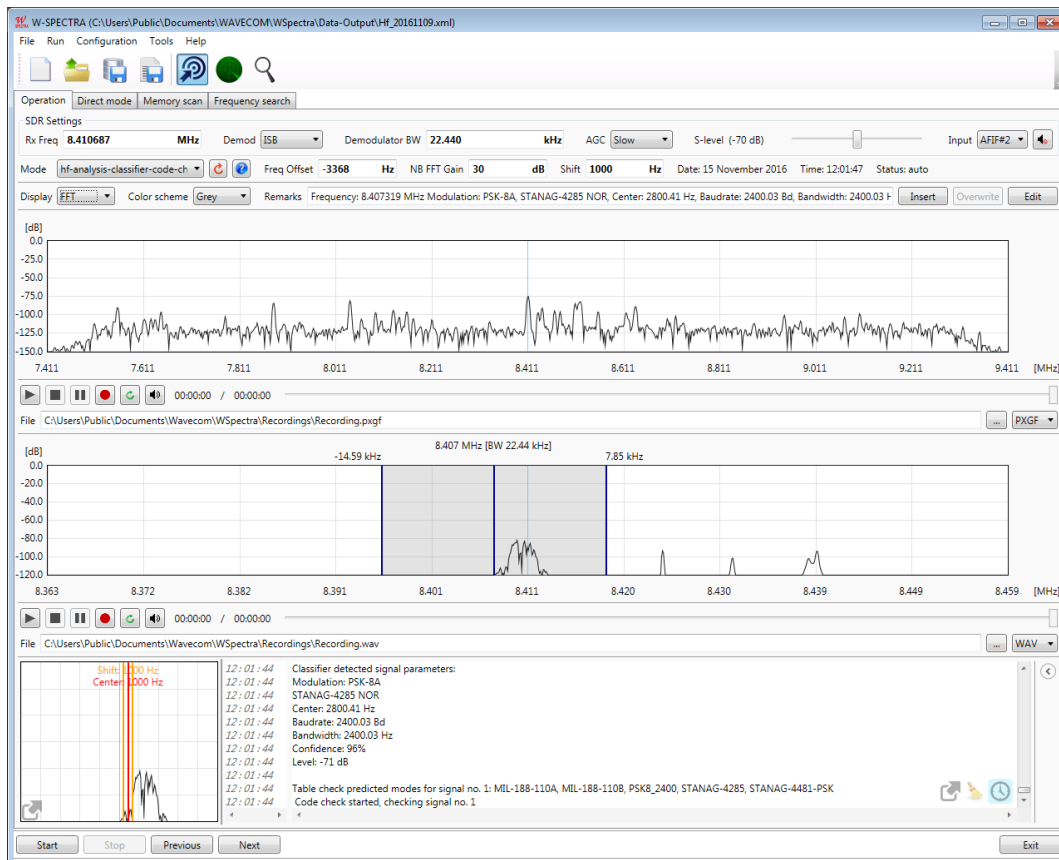 W-SPECTRA (C:\Users\Public\Documents\WAVECOM\WSpectra\Data-Output\Hf_20161109.xml)
File Run Configuration Tools Help
Operation Direct mode Memory scan Frequency search
SDR Settings
Rx Freq 8.410687 MHz Demod ISB Demodulator BW 22.440 kHz AGC Slow S-level (-70 dB) Input AFIF#2
Mode hf-analysis-classifier-code-ch Freq Offset -3368 Hz NB FFT Gain 30 dB Shift 1000 Hz Date: 15 November 2016 Time: 12:01:47 Status: auto
Display FFT Color scheme Grey Remarks Frequency: 8.407319 MHz Modulation: PSK-8A, STANAG-4285 NOR, Center: 2800.41 Hz, Baudrate: 2400.03 Bd, Bandwidth: 2400.03 H Insert Overwrite Edit
[dB]
0.0
-25.0
-50.0
-75.0
-100.0
-125.0
-150.0
7.411 7.611 7.811 8.011 8.211 8.411 8.611 8.811 9.011 9.211 9.411 [MHz]
00:00:00 / 00:00:00
File C:\Users\Public\Documents\Wavecom\WSpectra\Recordings\Recording.pxgf ... PXGF
8.407 MHz [BW 22.44 kHz]
[dB] -14.59 kHz 7.85 kHz
0.0
-20.0
-40.0
-60.0
-80.0
-100.0
-120.0
8.363 8.372 8.382 8.391 8.401 8.411 8.420 8.430 8.439 8.449 8.459 [MHz]
00:00:00 / 00:00:00
File C:\Users\Public\Documents\Wavecom\WSpectra\Recordings\Recording.wav ... WAV
Shift: 1000 Hz
Center: 1000 Hz
12:01:44 Classifier detected signal parameters:
12:01:44 Modulation: PSK-8A
12:01:44 STANAG-4285 NOR
12:01:44 Center: 2800.41 Hz
12:01:44 Baudrate: 2400.03 Bd
12:01:44 Bandwidth: 2400.03 Hz
12:01:44 Confidence: 96%
12:01:44 Level: -71 dB
12:01:44
12:01:44 Table check predicted modes for signal no. 1: MIL-188-110A, MIL-188-110B, PSK8_2400, STANAG-4285, STANAG-4481-PSK
12:01:44 Code check started, checking signal no. 1
Start Stop Previous Next Exit